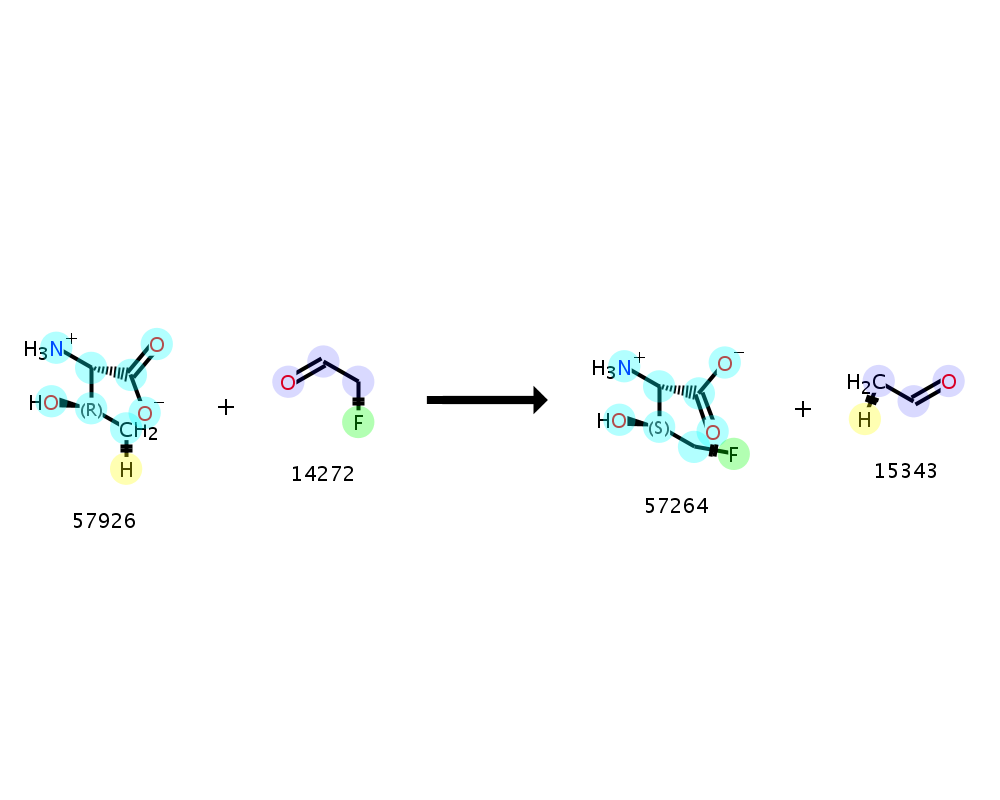 H3N+ O
HO (R) O−
CH2
H
57926
+
O
F
14272
H3N+ O−
HO (S) O
F
57264
+
H2C O
H
15343